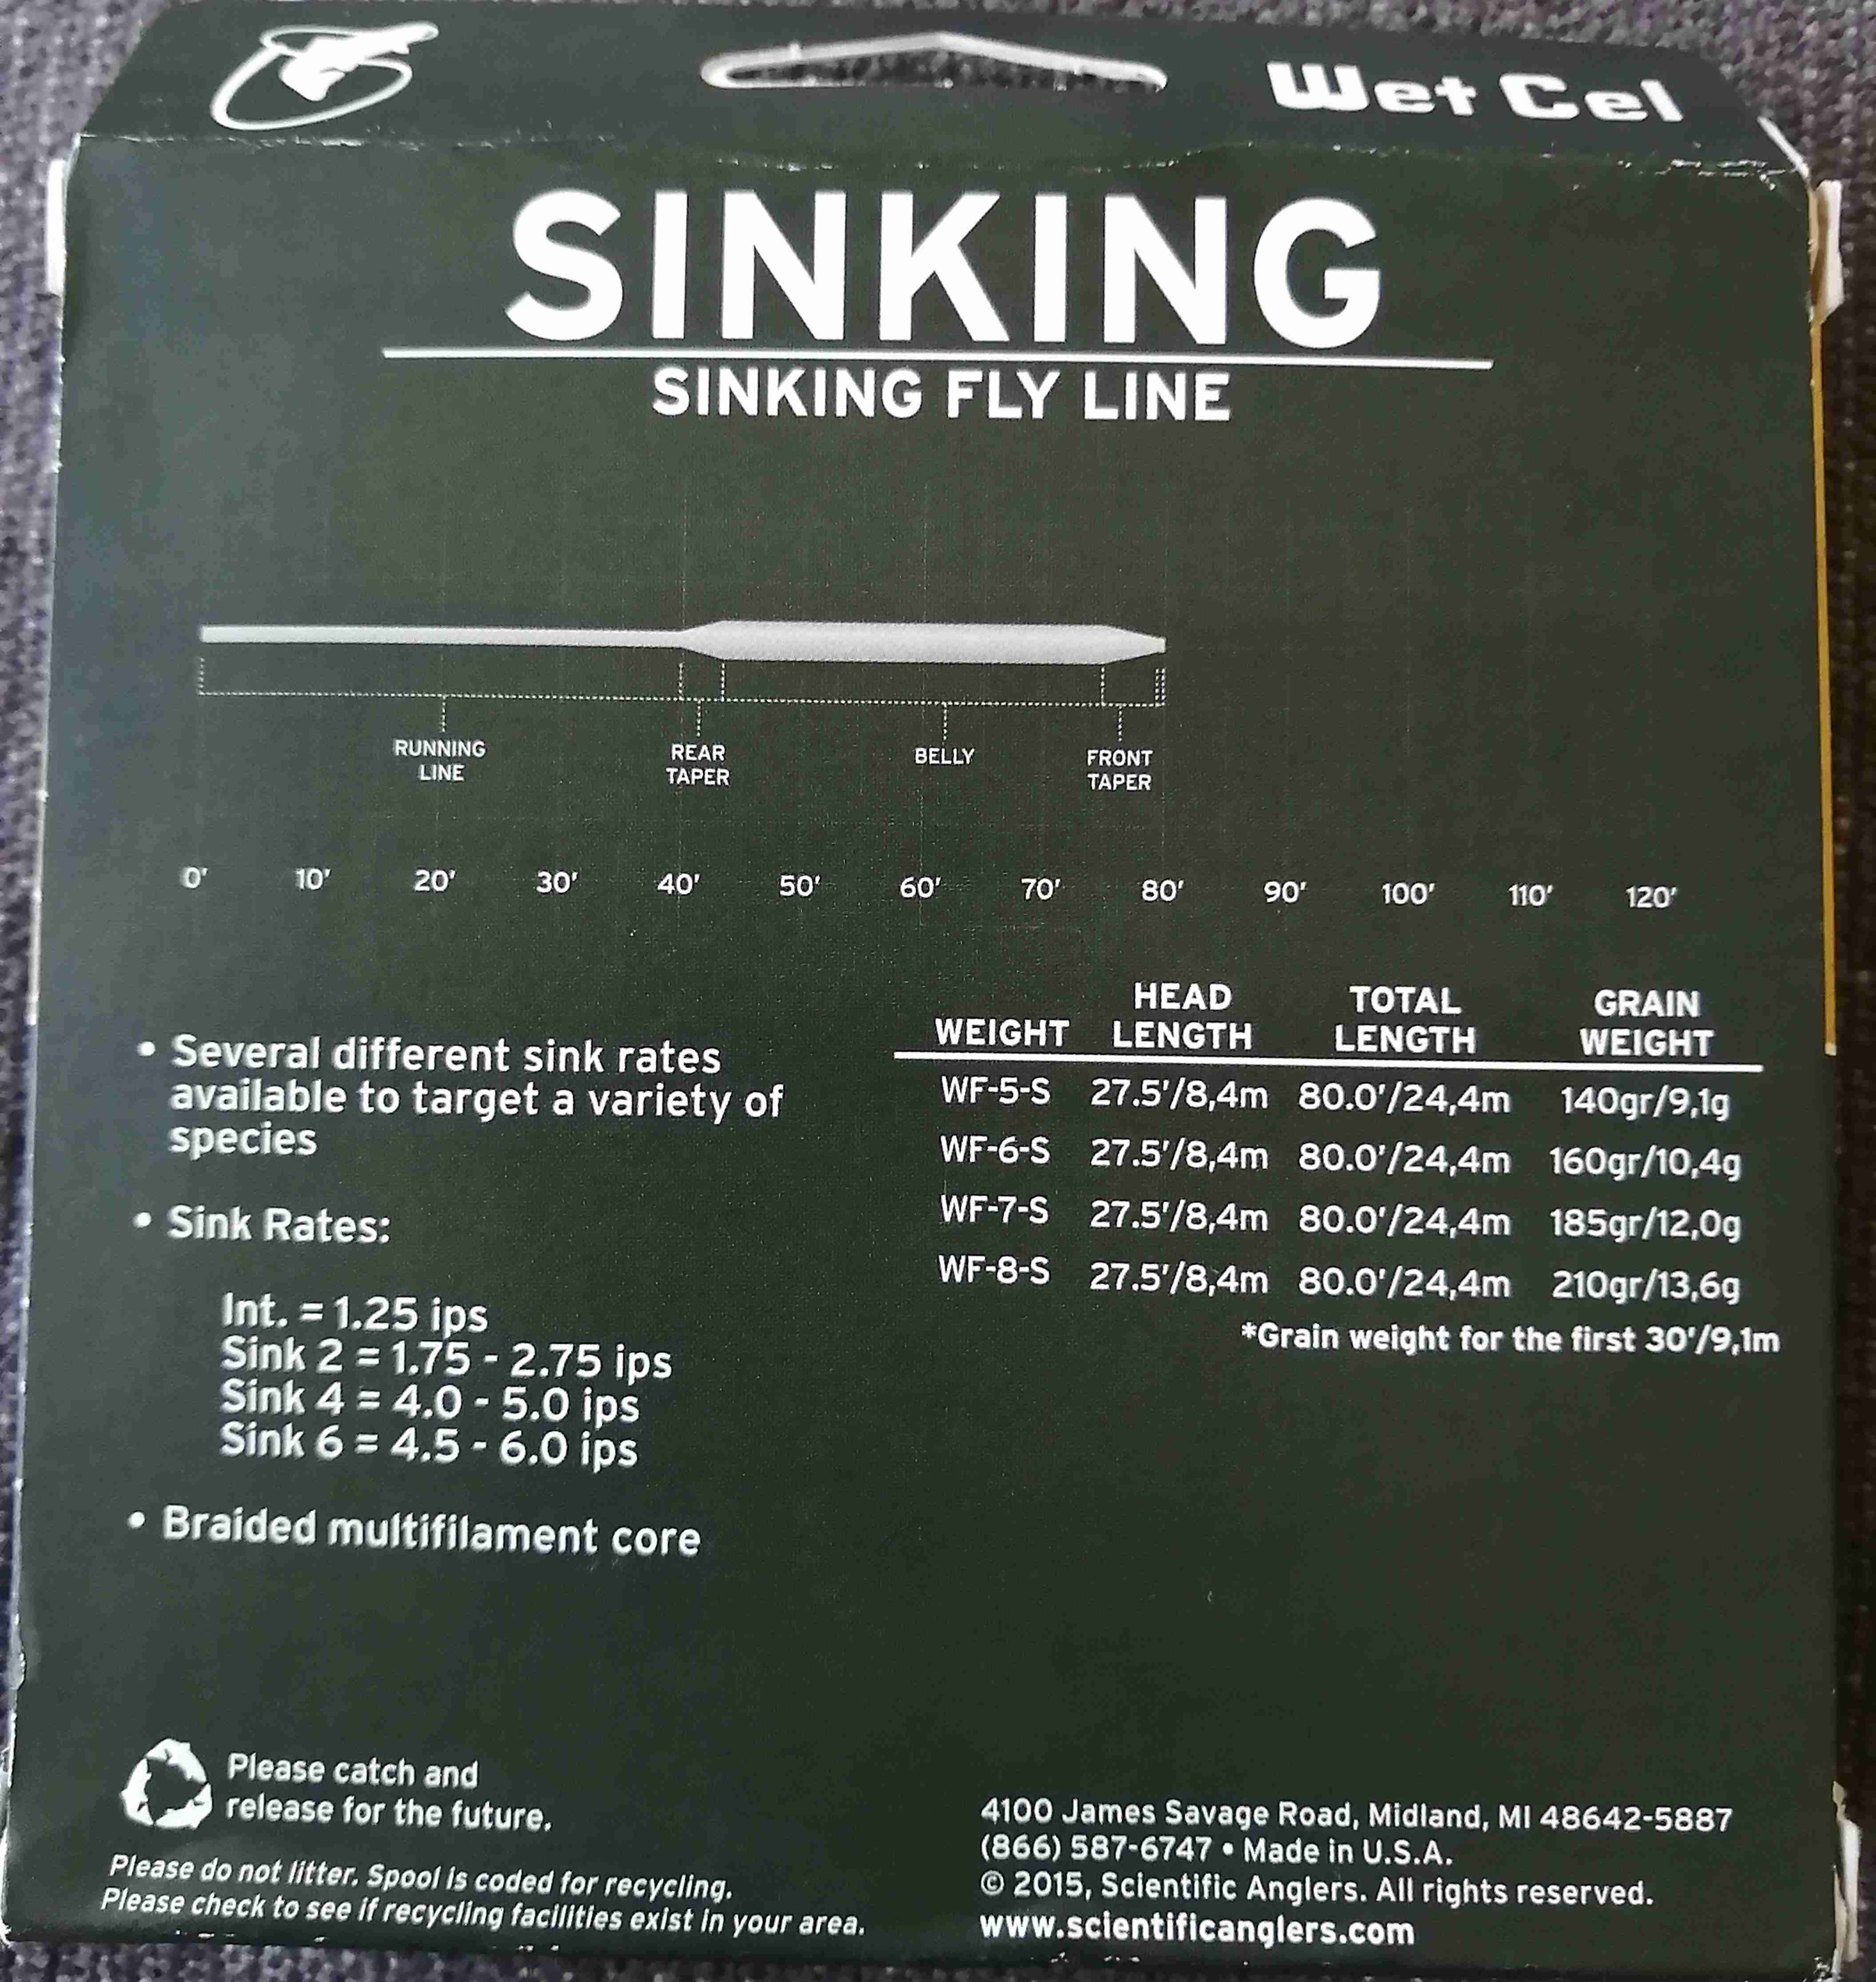 Wet Cel
SINKING
SINKING FLY LINE
RUNNING
LINE
REAR
TAPER
BELLY
FRONT
TAPER
0' 10' 20' 30' 40' 50' 60' 70' 80' 90' 100' 110' 120'
• Several different sink rates
available to target a variety of
species
• Sink Rates:
Int. = 1.25 ips
Sink 2 = 1.75 - 2.75 ips
Sink 4 = 4.0 - 5.0 ips
Sink 6 = 4.5 - 6.0 ips
• Braided multifilament core
WEIGHT HEAD LENGTH TOTAL LENGTH GRAIN WEIGHT
WF-5-S 27.5'/8,4m 80.0'/24,4m 140gr/9,1g
WF-6-S 27.5'/8,4m 80.0'/24,4m 160gr/10,4g
WF-7-S 27.5'/8,4m 80.0'/24,4m 185gr/12,0g
WF-8-S 27.5'/8,4m 80.0'/24,4m 210gr/13,6g
*Grain weight for the first 30'/9,1m
Please catch and
release for the future.
Please do not litter. Spool is coded for recycling.
Please check to see if recycling facilities exist in your area.
4100 James Savage Road, Midland, MI 48642-5887
(866) 587-6747 • Made in U.S.A.
© 2015, Scientific Anglers. All rights reserved.
www.scientificanglers.com